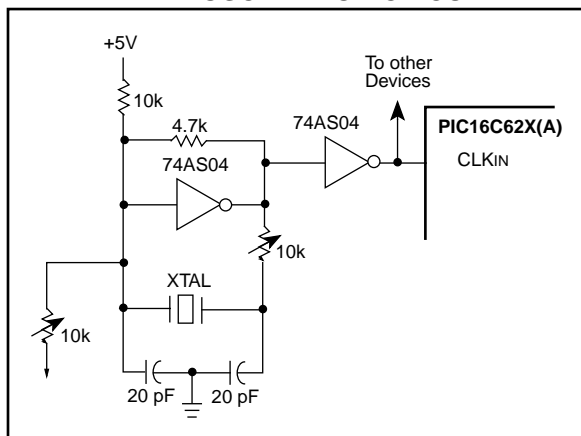 +5V
10k
4.7k
74AS04
10k
XTAL
10k
20 pF
20 pF
74AS04
To other
Devices
PIC16C62X(A)
CLKIN